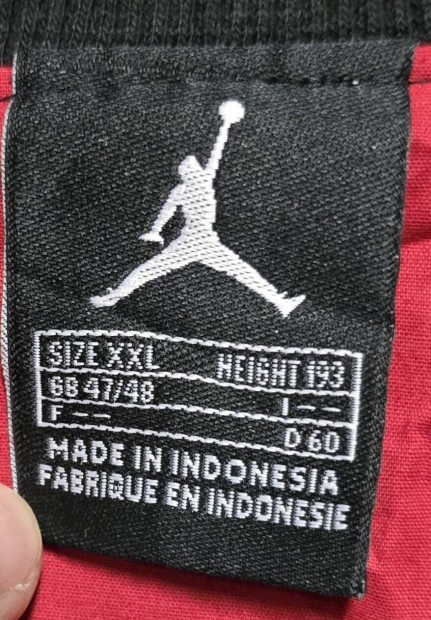 SIZE XXL HEIGHT 193
GB 47/48 I --
F -- D 60
MADE IN INDONESIA
FABRIQUE EN INDONESIE